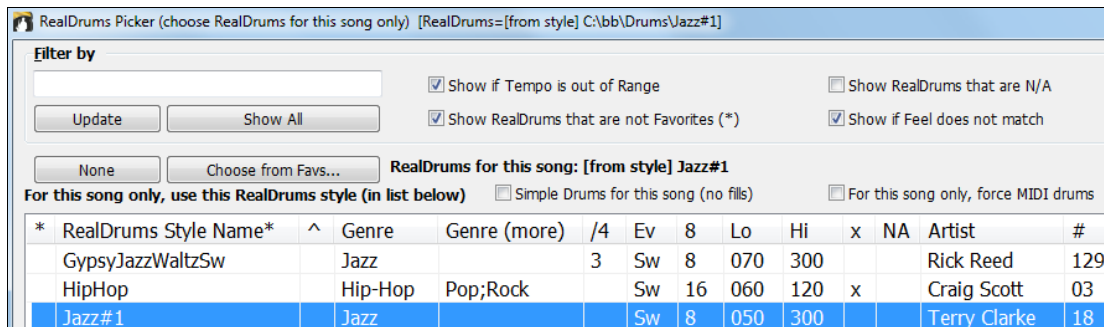 RealDrums Picker (choose RealDrums for this song only) [RealDrums=[from style] C:\bb\Drums\Jazz#1]
Filter by
Show if Tempo is out of Range Show RealDrums that are N/A
Update Show All Show RealDrums that are not Favorites (*) Show if Feel does not match
None Choose from Favs... RealDrums for this song: [from style] Jazz#1
For this song only, use this RealDrums style (in list below) Simple Drums for this song (no fills) For this song only, force MIDI drums
* RealDrums Style Name* ^ Genre Genre (more) /4 Ev 8 Lo Hi x NA Artist #
GypsyJazzWaltzSw Jazz 3 Sw 8 070 300 Rick Reed 129
HipHop Hip-Hop Pop;Rock Sw 16 060 120 x Craig Scott 03
Jazz#1 Jazz Sw 8 050 300 Terry Clarke 18